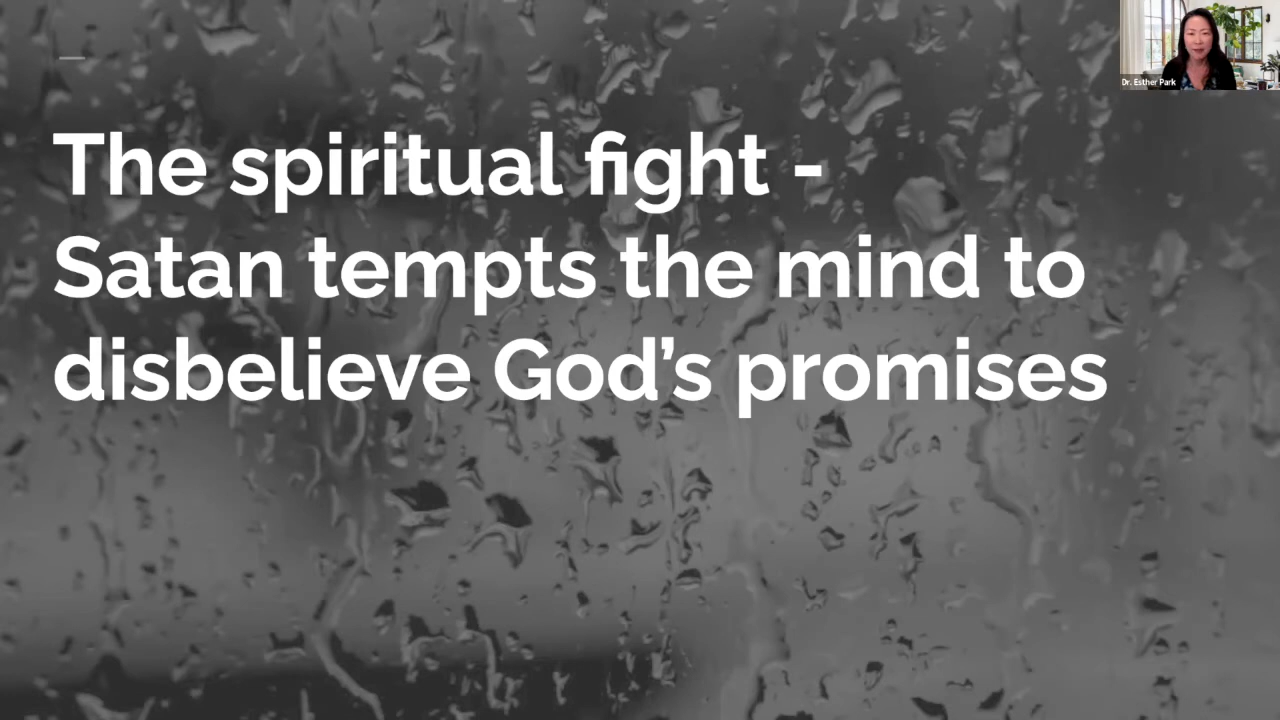 Dr. Esther Park
The spiritual fight -
Satan tempts the mind to
disbelieve God’s promises